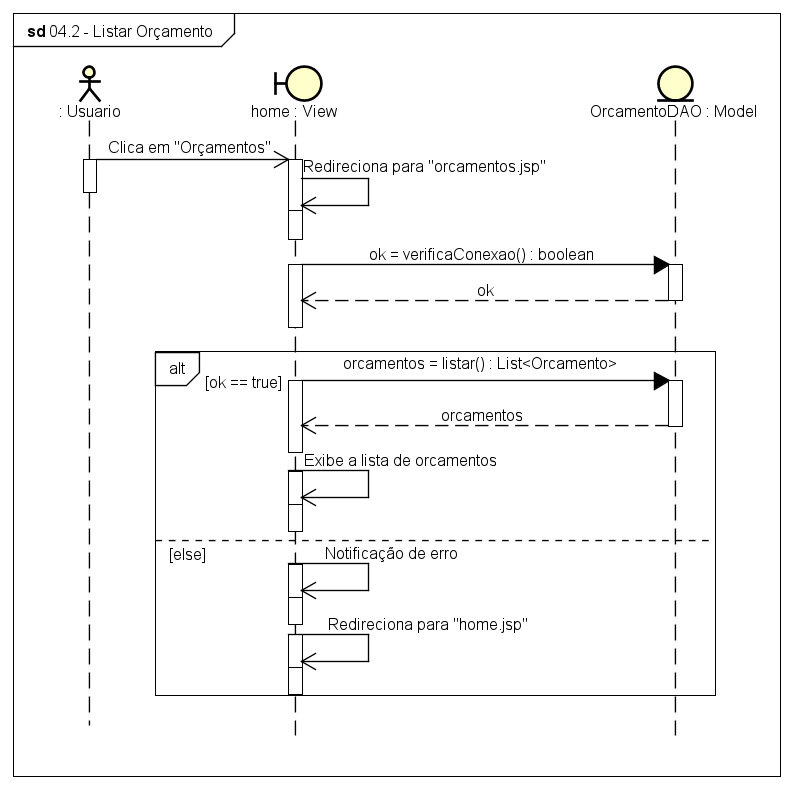 sd 04.2 - Listar Orçamento
: Usuario
home : View
OrcamentoDAO : Model
Clica em "Orçamentos"
Redireciona para "orcamentos.jsp"
ok = verificaConexao() : boolean
ok
alt
[ok == true]
orcamentos = listar() : List<Orcamento>
orcamentos
Exibe a lista de orcamentos
[else]
Notificação de erro
Redireciona para "home.jsp"